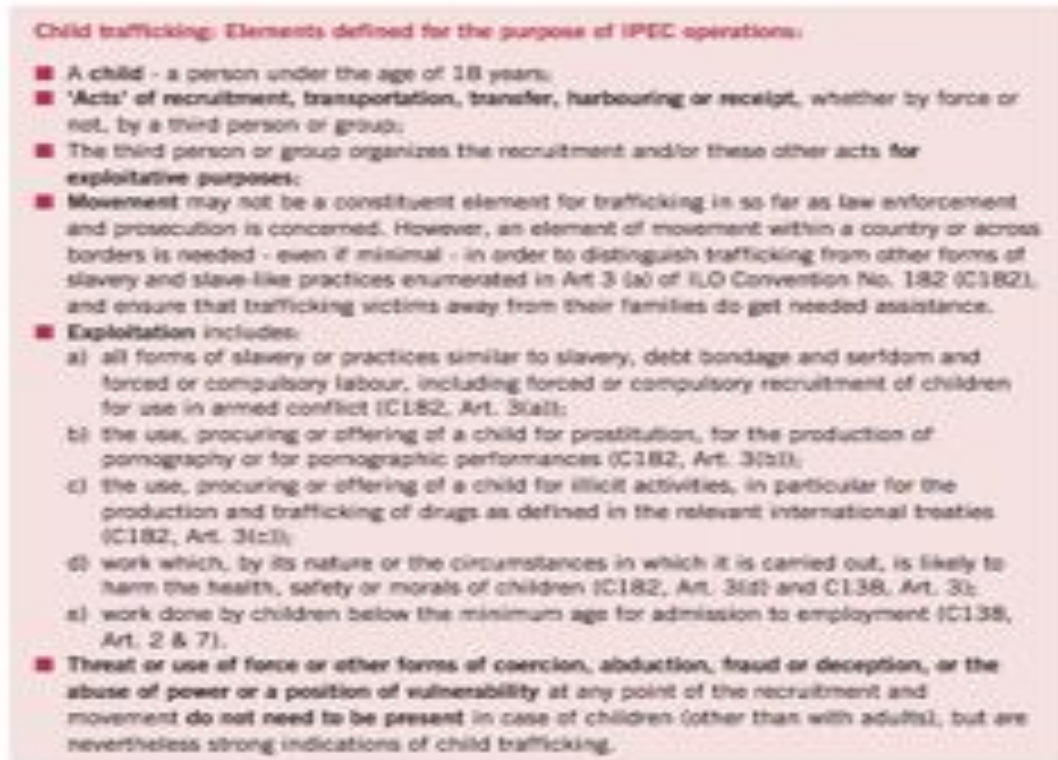 Child trafficking: Elements defined for the purpose of IPEC operations:
■ A child - a person under the age of 18 years;
■ 'Acts' of recruitment, transportation, transfer, harbouring or receipt, whether by force or
not, by a third person or group;
■ The third person or group organizes the recruitment and/or these other acts for
exploitative purposes;
■ Movement may not be a constituent element for trafficking in so far as law enforcement
and prosecution is concerned. However, an element of movement within a country or across
borders is needed - even if minimal - in order to distinguish trafficking from other forms of
slavery and slave-like practices enumerated in Art 3 (a) of ILO Convention No. 182 (C182),
and ensure that trafficking victims away from their families do get needed assistance.
■ Exploitation includes:
a) all forms of slavery or practices similar to slavery, debt bondage and serfdom and
forced or compulsory labour, including forced or compulsory recruitment of children
for use in armed conflict (C182, Art. 3(a));
b) the use, procuring or offering of a child for prostitution, for the production of
pornography or for pornographic performances (C182, Art. 3(b));
c) the use, procuring or offering of a child for illicit activities, in particular for the
production and trafficking of drugs as defined in the relevant international treaties
(C182, Art. 3(c));
d) work which, by its nature or the circumstances in which it is carried out, is likely to
harm the health, safety or morals of children (C182, Art. 3(d) and C138, Art. 3);
e) work done by children below the minimum age for admission to employment (C138,
Art. 2 & 7).
■ Threat or use of force or other forms of coercion, abduction, fraud or deception, or the
abuse of power or a position of vulnerability at any point of the recruitment and
movement do not need to be present in case of children (other than with adults), but are
nevertheless strong indications of child trafficking.